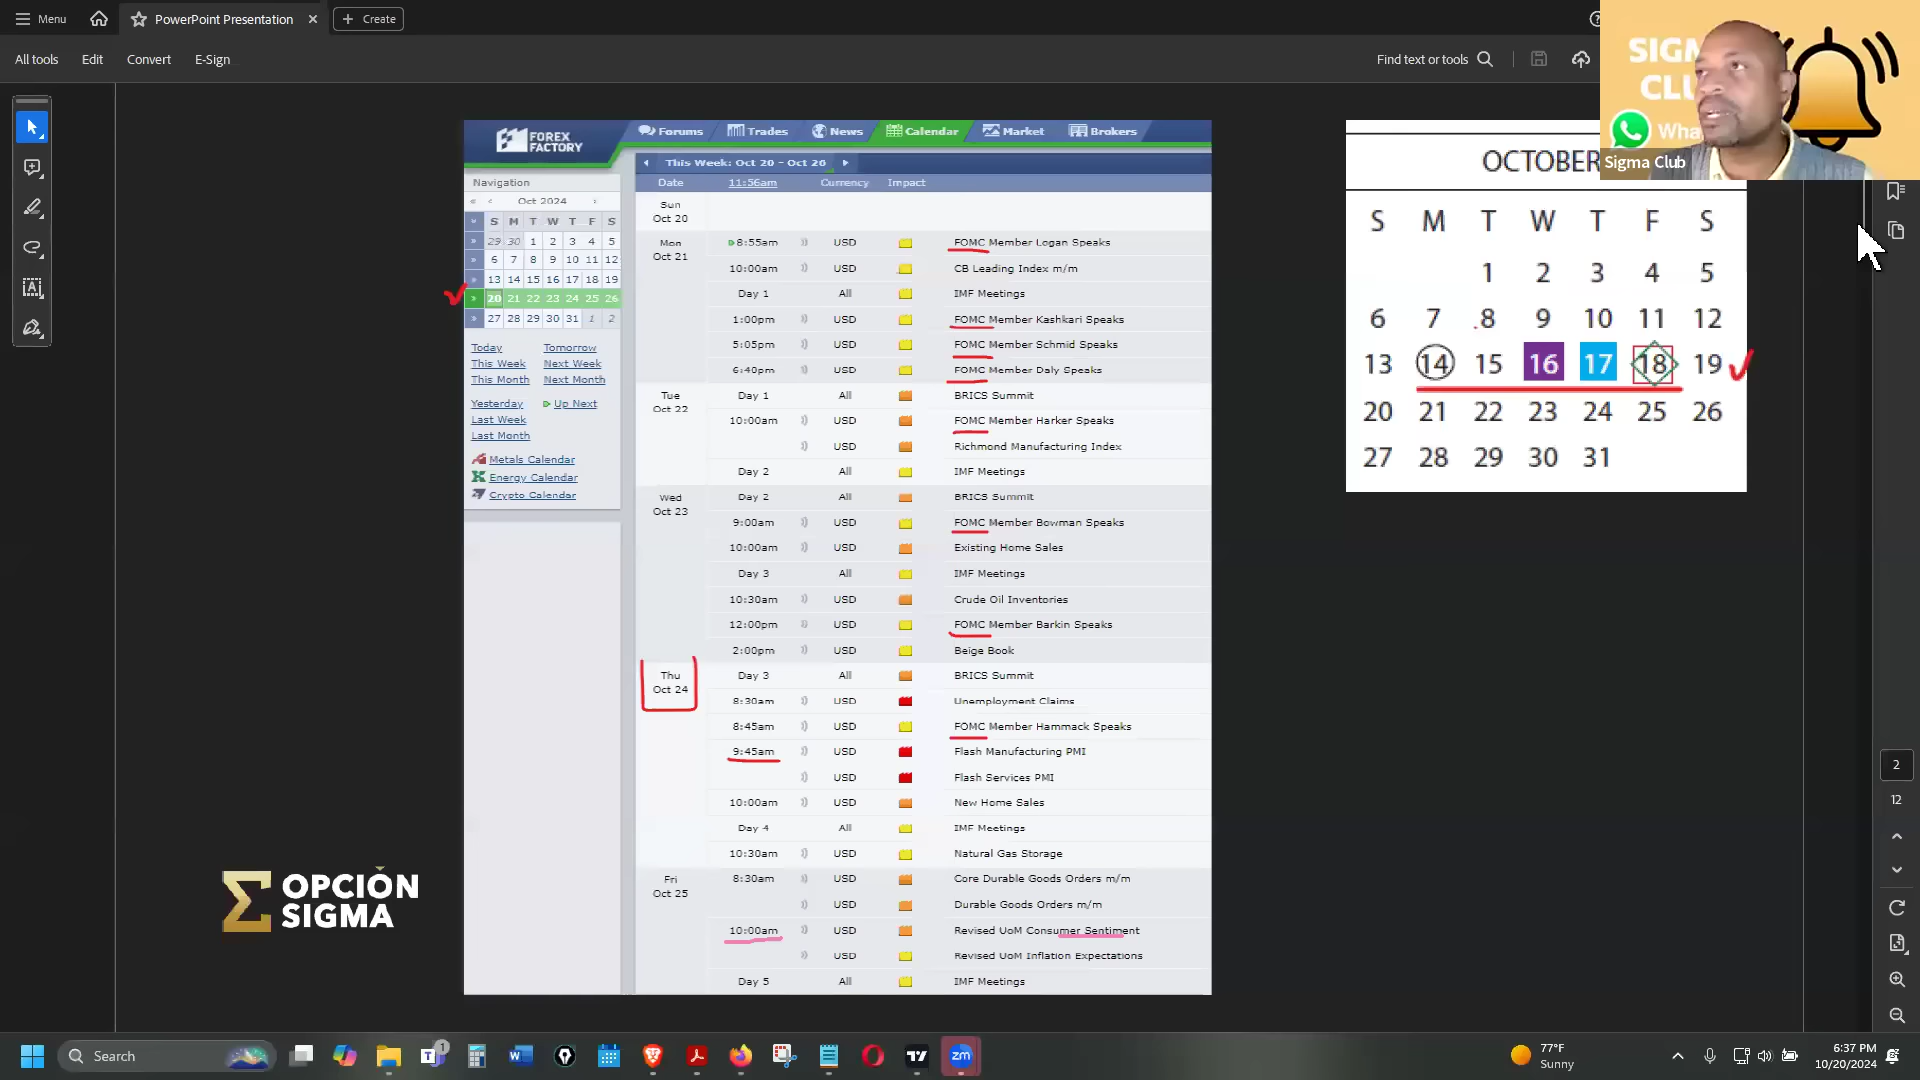 Menu
PowerPoint Presentation
Create
All tools
Edit
Convert
E-Sign
Find text or tools
Sigma Club
FOREX FACTORY
Forums
Trades
News
Calendar
Market
Brokers
This Week: Oct 20 - Oct 26
Date 11:56am Currency Impact
Navigation
« ‹ Oct 2024 ›
S M T W T F S
29 30 1 2 3 4 5
6 7 8 9 10 11 12
13 14 15 16 17 18 19
20 21 22 23 24 25 26
27 28 29 30 31 1 2
Today Tomorrow
This Week Next Week
This Month Next Month
Yesterday Up Next
Last Week
Last Month
Metals Calendar
Energy Calendar
Crypto Calendar
Sun Oct 20
Mon Oct 21
8:55am USD FOMC Member Logan Speaks
10:00am USD CB Leading Index m/m
Day 1 All IMF Meetings
1:00pm USD FOMC Member Kashkari Speaks
5:05pm USD FOMC Member Schmid Speaks
6:40pm USD FOMC Member Daly Speaks
Tue Oct 22
Day 1 All BRICS Summit
10:00am USD FOMC Member Harker Speaks
USD Richmond Manufacturing Index
Day 2 All IMF Meetings
Wed Oct 23
Day 2 All BRICS Summit
9:00am USD FOMC Member Bowman Speaks
10:00am USD Existing Home Sales
Day 3 All IMF Meetings
10:30am USD Crude Oil Inventories
12:00pm USD FOMC Member Barkin Speaks
2:00pm USD Beige Book
Thu Oct 24
Day 3 All BRICS Summit
8:30am USD Unemployment Claims
8:45am USD FOMC Member Hammack Speaks
9:45am USD Flash Manufacturing PMI
USD Flash Services PMI
10:00am USD New Home Sales
Day 4 All IMF Meetings
10:30am USD Natural Gas Storage
Fri Oct 25
8:30am USD Core Durable Goods Orders m/m
USD Durable Goods Orders m/m
10:00am USD Revised UoM Consumer Sentiment
USD Revised UoM Inflation Expectations
Day 5 All IMF Meetings
OCTOBER
S M T W T F S
1 2 3 4 5
6 7 8 9 10 11 12
13 14 15 16 17 18 19
20 21 22 23 24 25 26
27 28 29 30 31
OPCIÓN
SIGMA
2
12
Search
77°F
Sunny
6:37 PM
10/20/2024